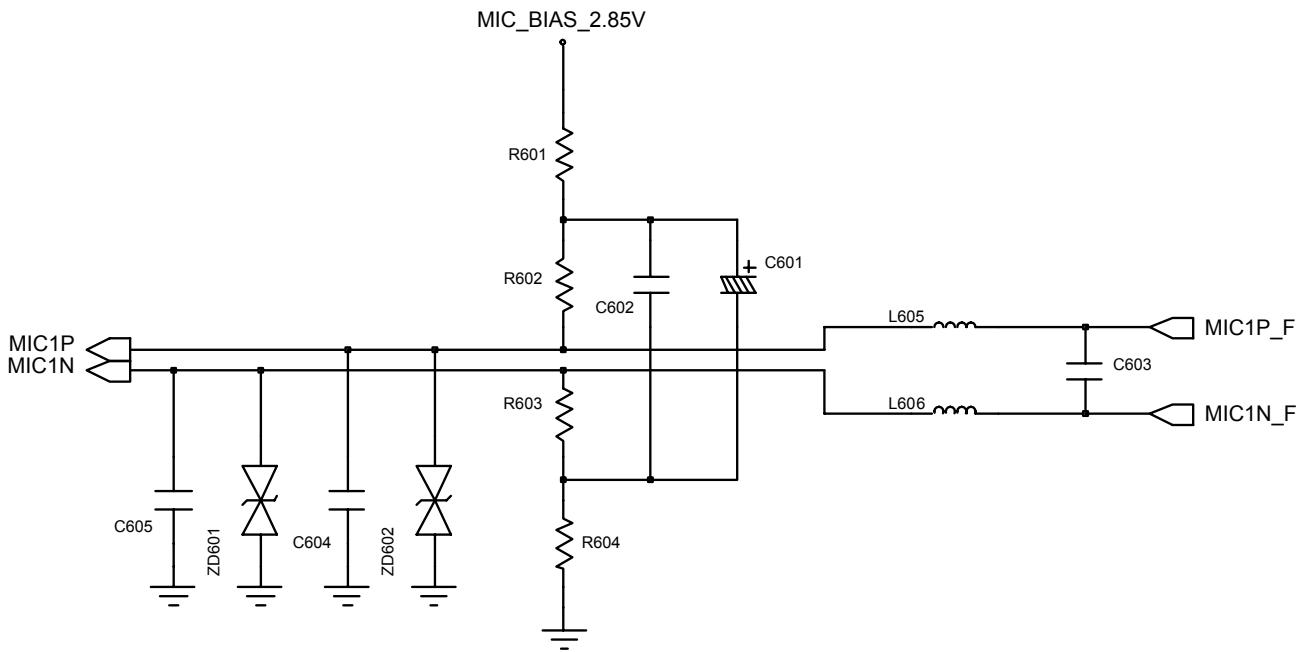 MIC_BIAS_2.85V
R601
R602
C602
C601
MIC1P
MIC1N
L605
MIC1P_F
C603
R603
L606
MIC1N_F
C605
ZD601
C604
ZD602
R604